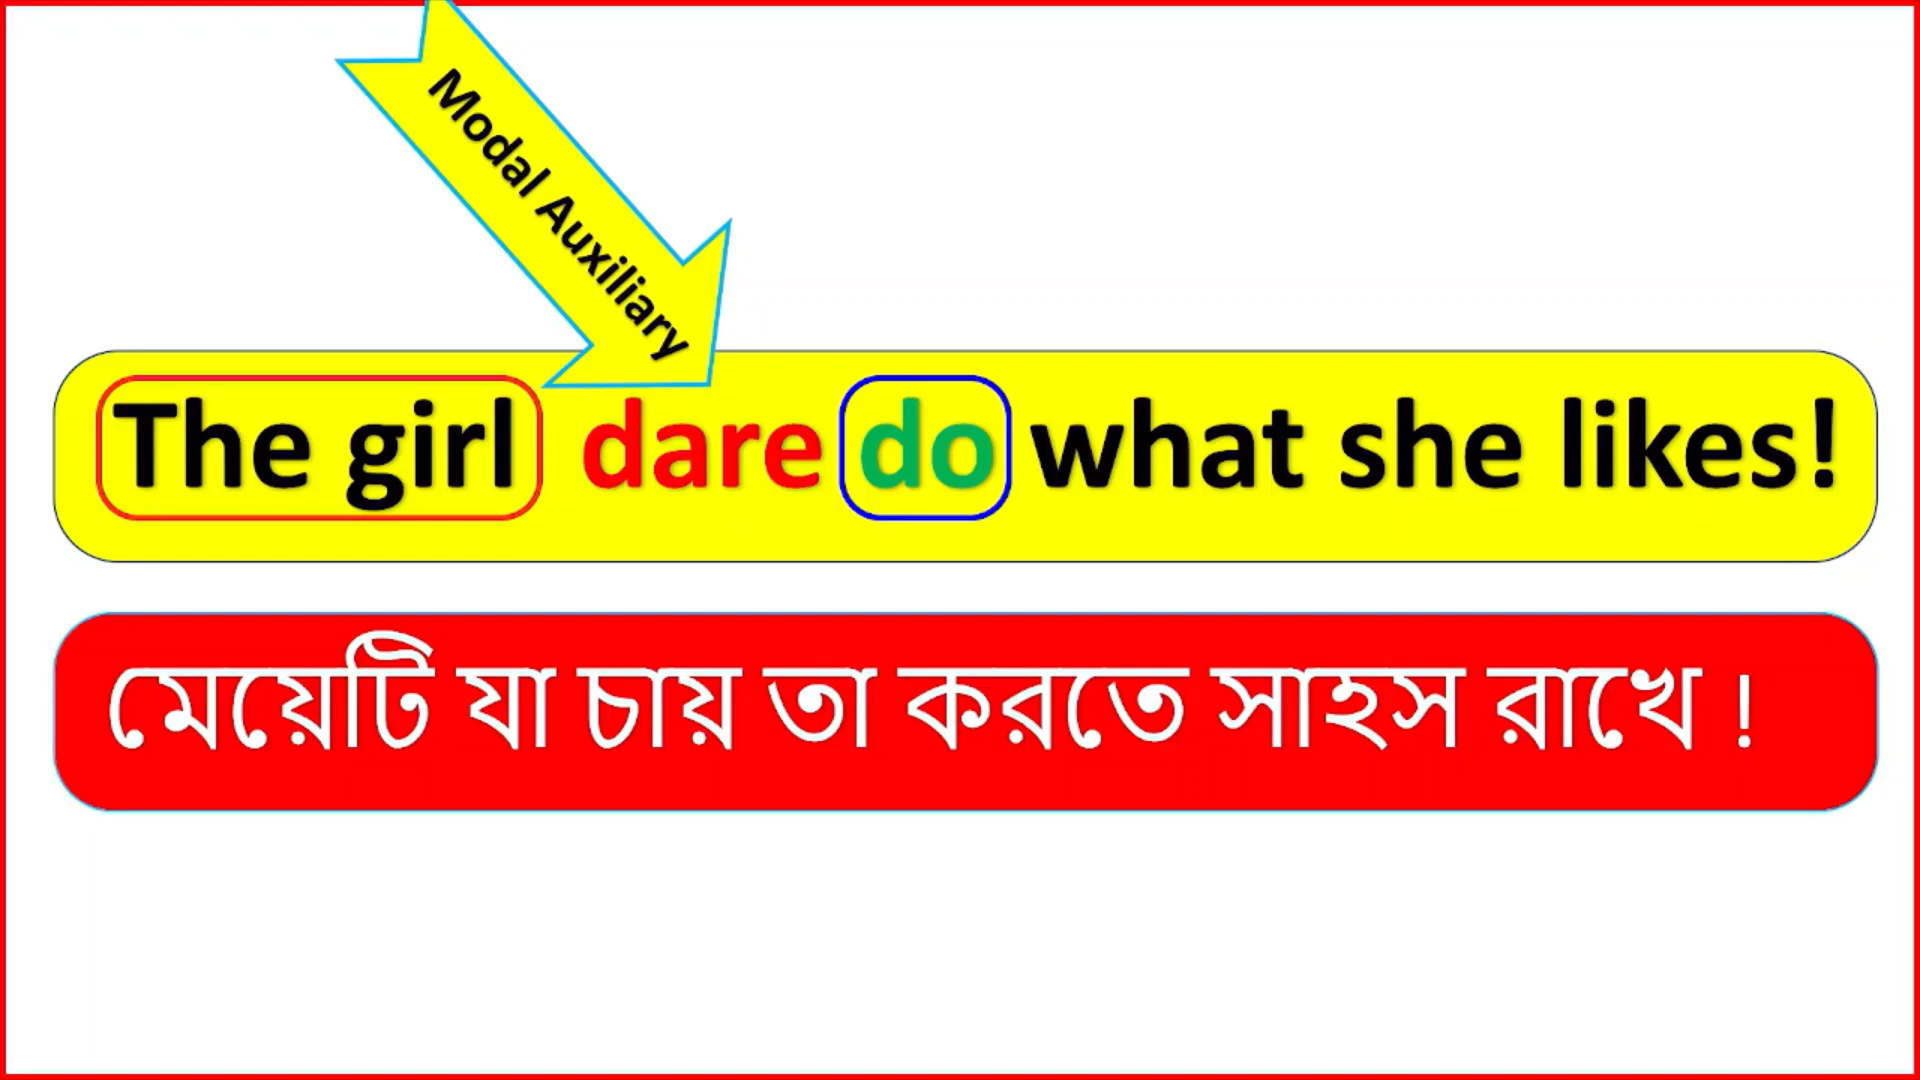 Modal Auxiliary
The girl dare do what she likes!
মেয়েটি যা চায় তা করতে সাহস রাখে !